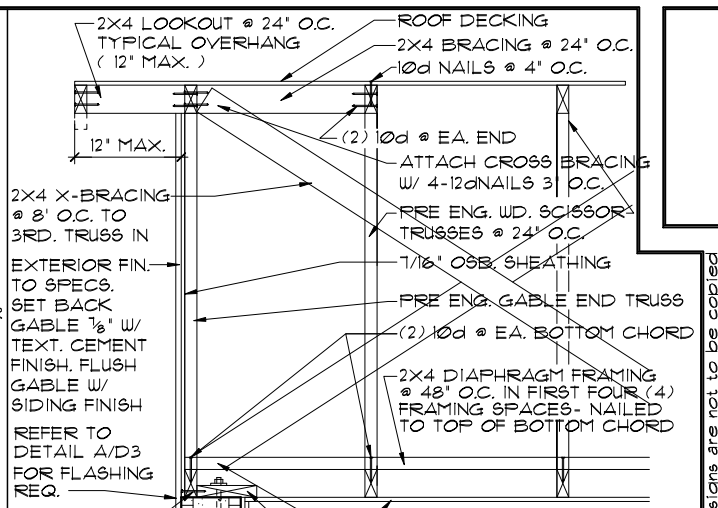 2X4 LOOKOUT @ 24" O.C.
TYPICAL OVERHANG
( 12" MAX. )
ROOF DECKING
2X4 BRACING @ 24" O.C.
10d NAILS @ 4" O.C.
12" MAX.
(2) 10d @ EA. END
ATTACH CROSS BRACING
W/ 4-12dNAILS 3" O.C.
2X4 X-BRACING
@ 8' O.C. TO
3RD. TRUSS IN
PRE ENG. WD. SCISSOR
TRUSSES @ 24" O.C.
EXTERIOR FIN.
TO SPECS.
SET BACK
GABLE 7/8" W/
TEXT. CEMENT
FINISH. FLUSH
GABLE W/
SIDING FINISH
7/16" OSB. SHEATHING
PRE ENG. GABLE END TRUSS
(2) 10d @ EA. BOTTOM CHORD
2X4 DIAPHRAGM FRAMING
@ 48" O.C. IN FIRST FOUR (4)
FRAMING SPACES- NAILED
TO TOP OF BOTTOM CHORD
REFER TO
DETAIL A/D3
FOR FLASHING
REQ.
signs are not to be copied